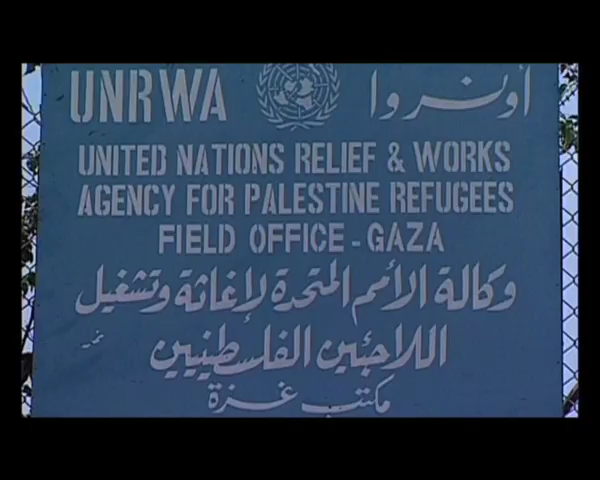 UNRWA أونروا
UNITED NATIONS RELIEF & WORKS
AGENCY FOR PALESTINE REFUGEES
FIELD OFFICE - GAZA
وكالة الأمم المتحدة لإغاثة وتشغيل
اللاجئين الفلسطينيين
مكتب غزة